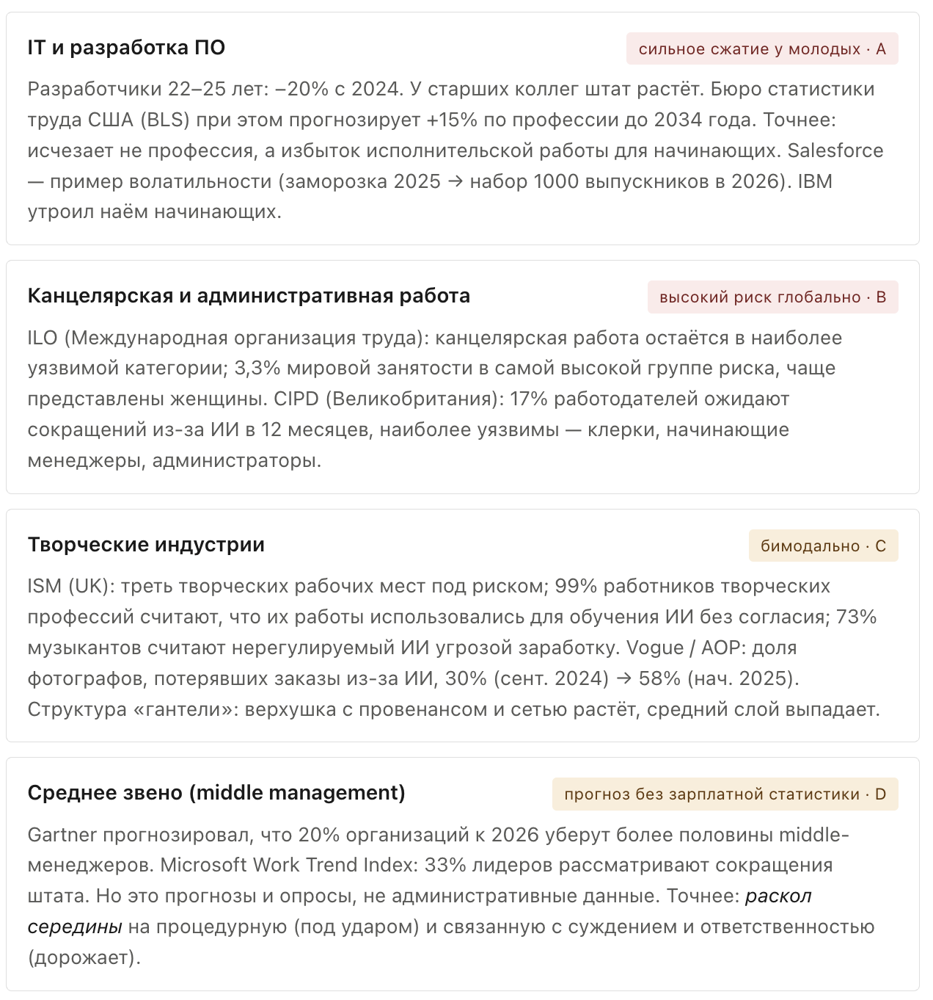 IT и разработка ПО
сильное сжатие у молодых · A
Разработчики 22–25 лет: −20% с 2024. У старших коллег штат растёт. Бюро статистики
труда США (BLS) при этом прогнозирует +15% по профессии до 2034 года. Точнее:
исчезает не профессия, а избыток исполнительской работы для начинающих. Salesforce
— пример волатильности (заморозка 2025 → набор 1000 выпускников в 2026). IBM
утроил наём начинающих.
Канцелярская и административная работа
высокий риск глобально · B
ILO (Международная организация труда): канцелярская работа остаётся в наиболее
уязвимой категории; 3,3% мировой занятости в самой высокой группе риска, чаще
представлены женщины. CIPD (Великобритания): 17% работодателей ожидают
сокращений из-за ИИ в 12 месяцев, наиболее уязвимы — клерки, начинающие
менеджеры, администраторы.
Творческие индустрии
бимодально · C
ISM (UK): треть творческих рабочих мест под риском; 99% работников творческих
профессий считают, что их работы использовались для обучения ИИ без согласия; 73%
музыкантов считают нерегулируемый ИИ угрозой заработку. Vogue / AOP: доля
фотографов, потерявших заказы из-за ИИ, 30% (сент. 2024) → 58% (нач. 2025).
Структура «гантели»: верхушка с провенансом и сетью растёт, средний слой выпадает.
Среднее звено (middle management)
прогноз без зарплатной статистики · D
Gartner прогнозировал, что 20% организаций к 2026 уберут более половины middle-
менеджеров. Microsoft Work Trend Index: 33% лидеров рассматривают сокращения
штата. Но это прогнозы и опросы, не административные данные. Точнее: раскол
середины на процедурную (под ударом) и связанную с суждением и ответственностью
(дорожает).